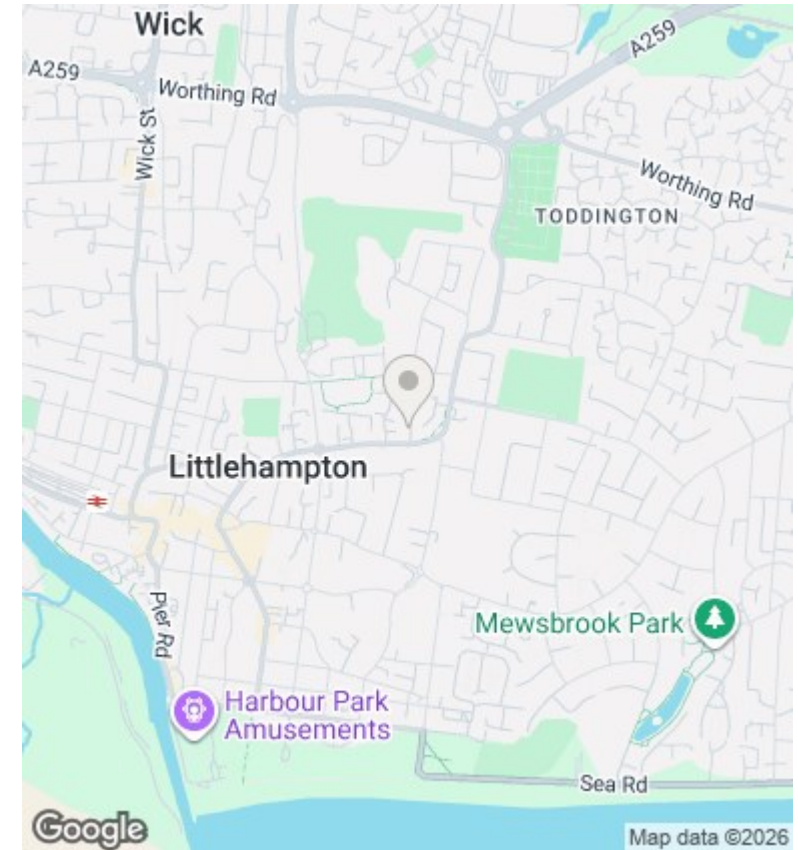 Wick
A259
A259
Worthing Rd
Wick St
Worthing Rd
TODDINGTON
Littlehampton
Pier Rd
Mewsbrook Park
Harbour Park
Amusements
Sea Rd
Google
Map data ©2026